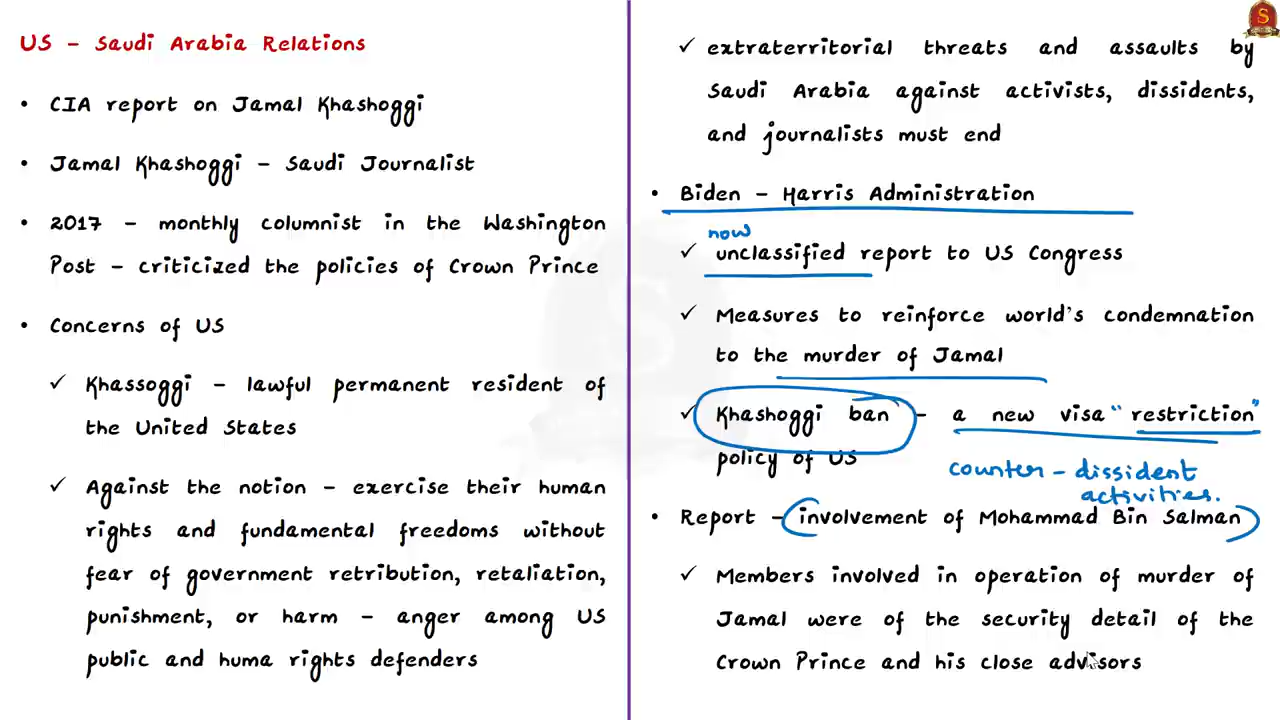 US - Saudi Arabia Relations
• CIA report on Jamal Khashoggi
• Jamal Khashoggi - Saudi Journalist
• 2017 - monthly columnist in the Washington
Post - criticized the policies of Crown Prince
• Concerns of US
✓ Khassoggi - lawful permanent resident of
the United States
✓ Against the notion - exercise their human
rights and fundamental freedoms without
fear of government retribution, retaliation,
punishment, or harm - anger among US
public and huma rights defenders
✓ extraterritorial threats and assaults by
Saudi Arabia against activists, dissidents,
and journalists must end
• Biden - Harris Administration
now
✓ unclassified report to US Congress
✓ Measures to reinforce world's condemnation
to the murder of Jamal
✓ Khashoggi ban - a new visa "restriction"
policy of US
counter - dissident
activities.
• Report - (involvement of Mohammad Bin Salman)
✓ Members involved in operation of murder of
Jamal were of the security detail of the
Crown Prince and his close advisors